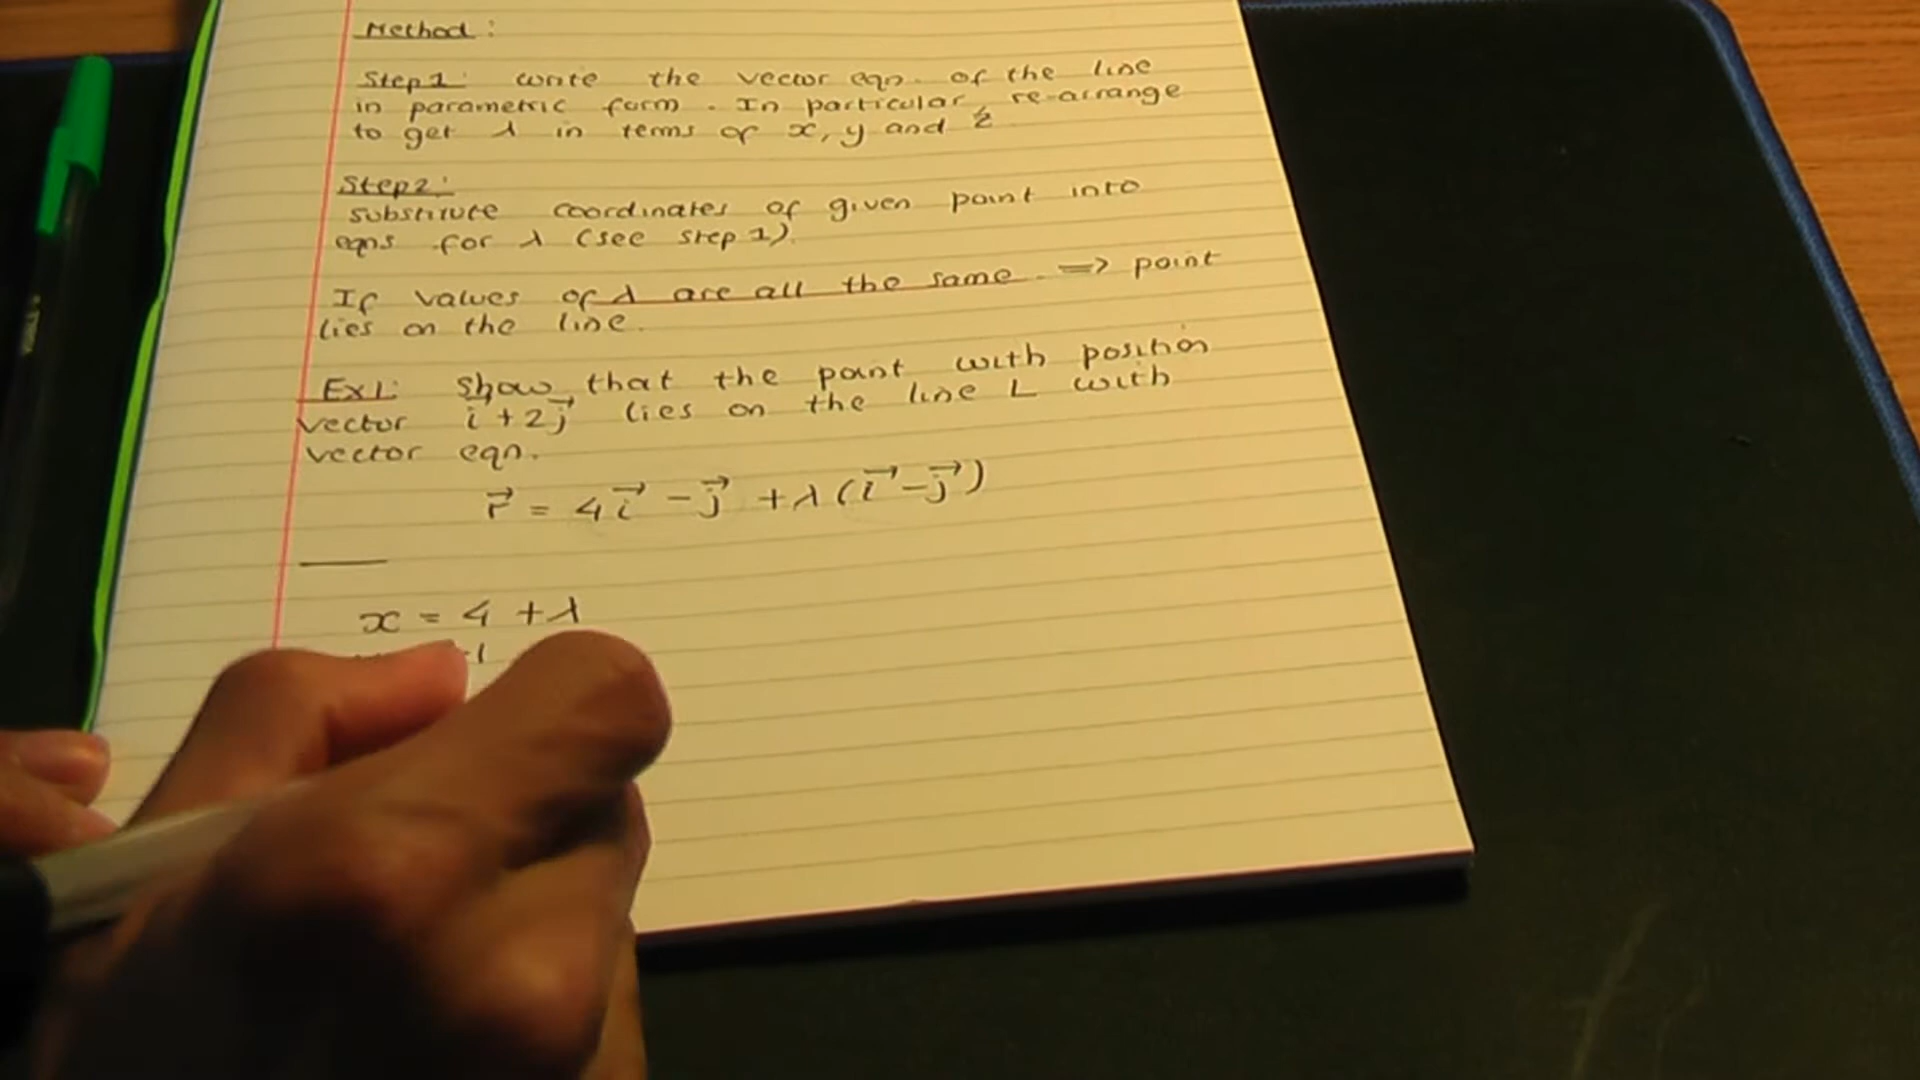 Method :
Step 1: write the vector eqn. of the line
in parametric form. In particular, re-arrange
to get λ in terms of x, y and z
Step 2:
substitute coordinates of given point into
eqns for λ (see step 1).
If values of λ are all the same. => point
lies on the line.
Ex1: Show that the point with position
vector i + 2j⃗ lies on the line L with
vector eqn.
r⃗ = 4i⃗ - j⃗ + λ(i⃗ - j⃗)
x = 4 + λ
-1